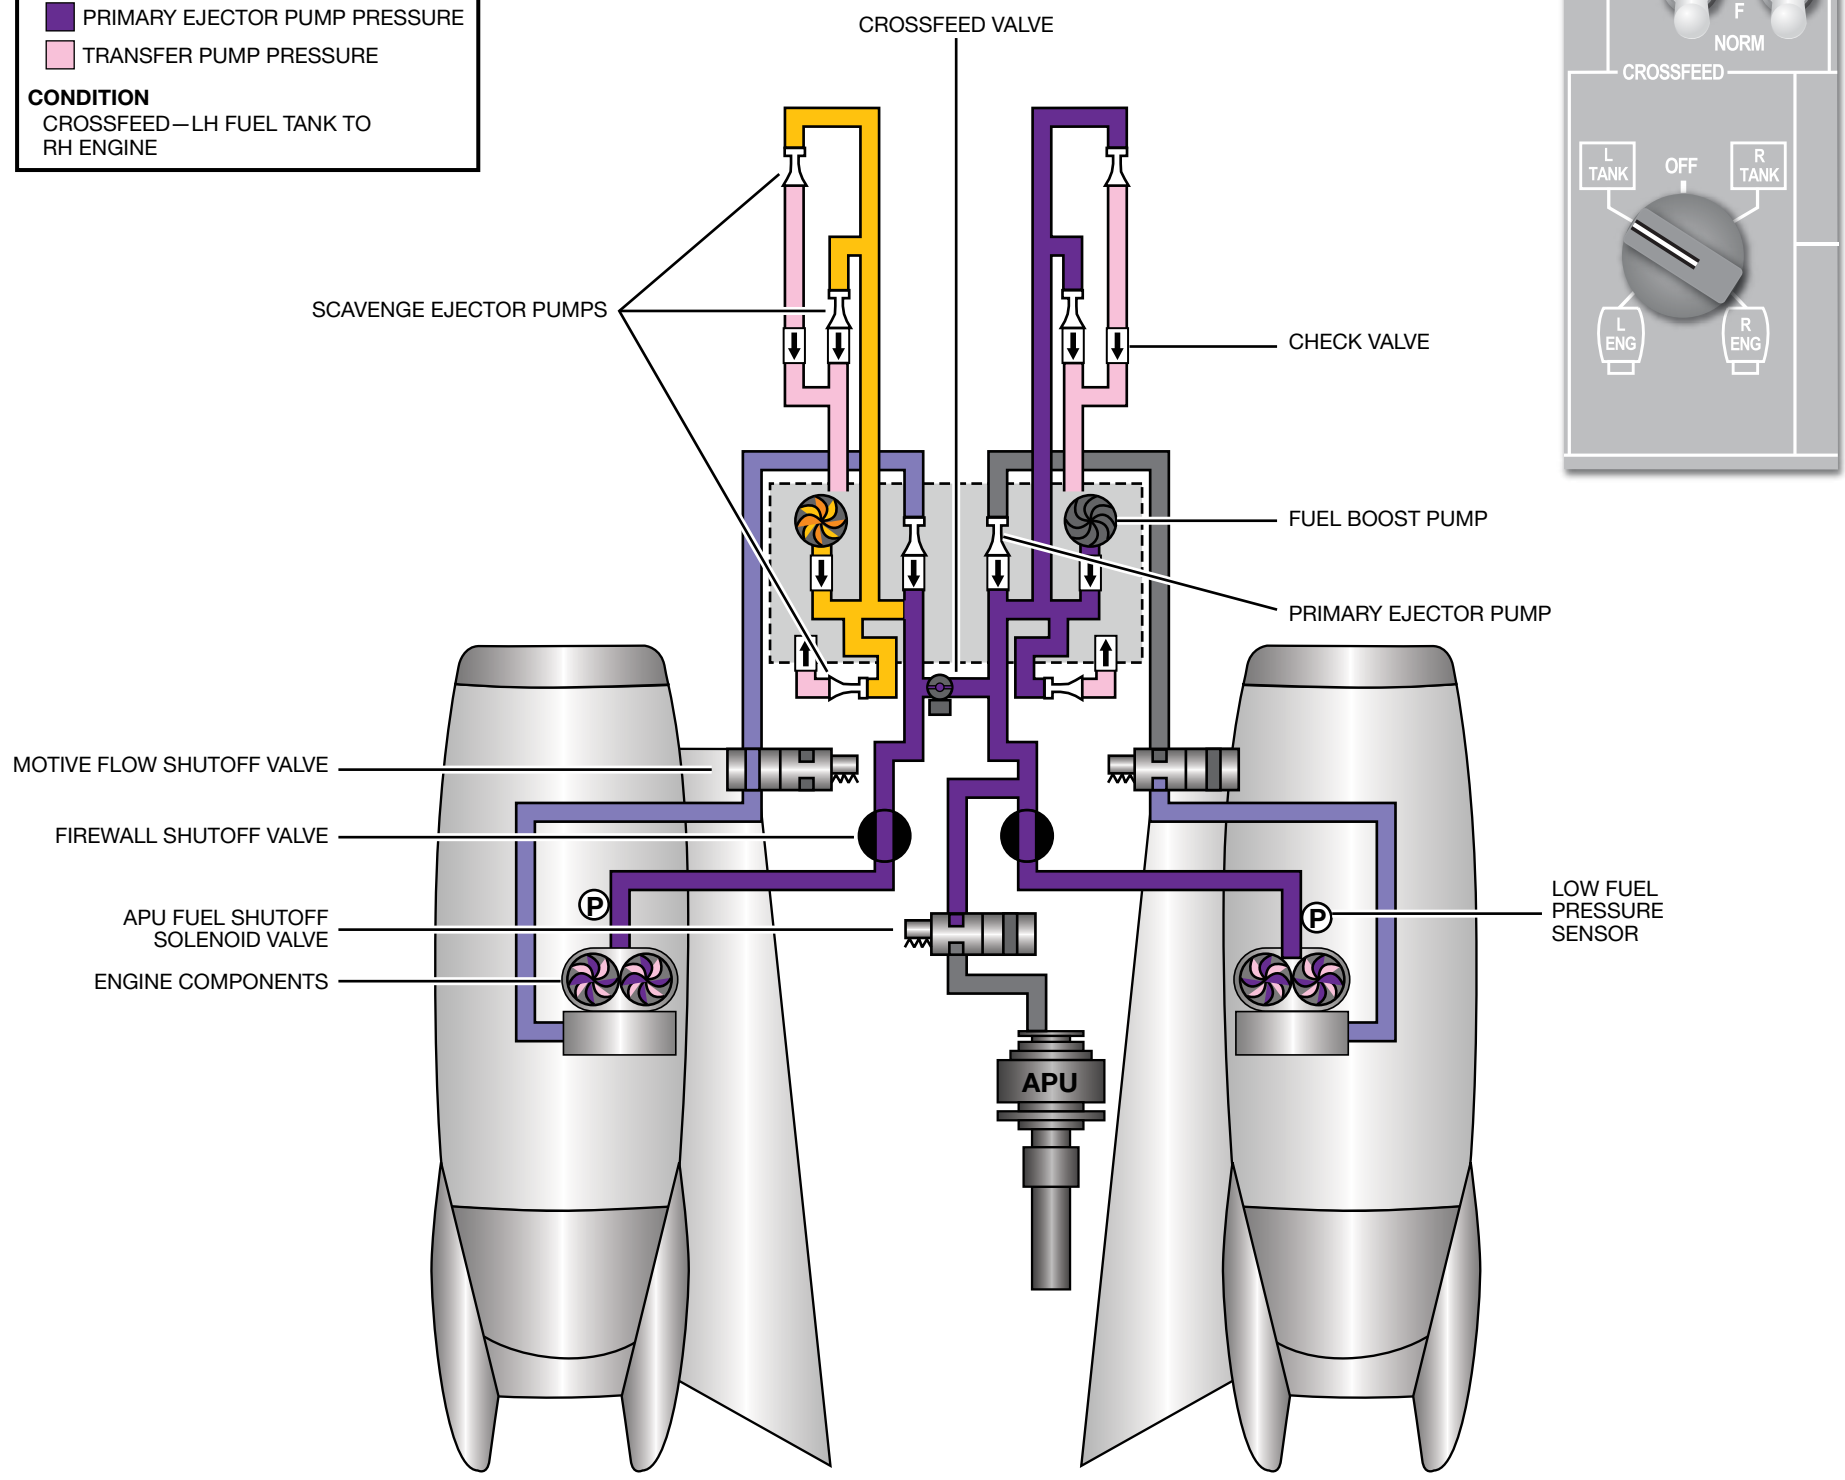 PRIMARY EJECTOR PUMP PRESSURE
TRANSFER PUMP PRESSURE
CONDITION
CROSSFEED—LH FUEL TANK TO
RH ENGINE
CROSSFEED VALVE
F
NORM
CROSSFEED
L
TANK
OFF
R
TANK
L
ENG
R
ENG
SCAVENGE EJECTOR PUMPS
CHECK VALVE
FUEL BOOST PUMP
PRIMARY EJECTOR PUMP
MOTIVE FLOW SHUTOFF VALVE
FIREWALL SHUTOFF VALVE
APU FUEL SHUTOFF
SOLENOID VALVE
ENGINE COMPONENTS
P
P
LOW FUEL
PRESSURE
SENSOR
APU